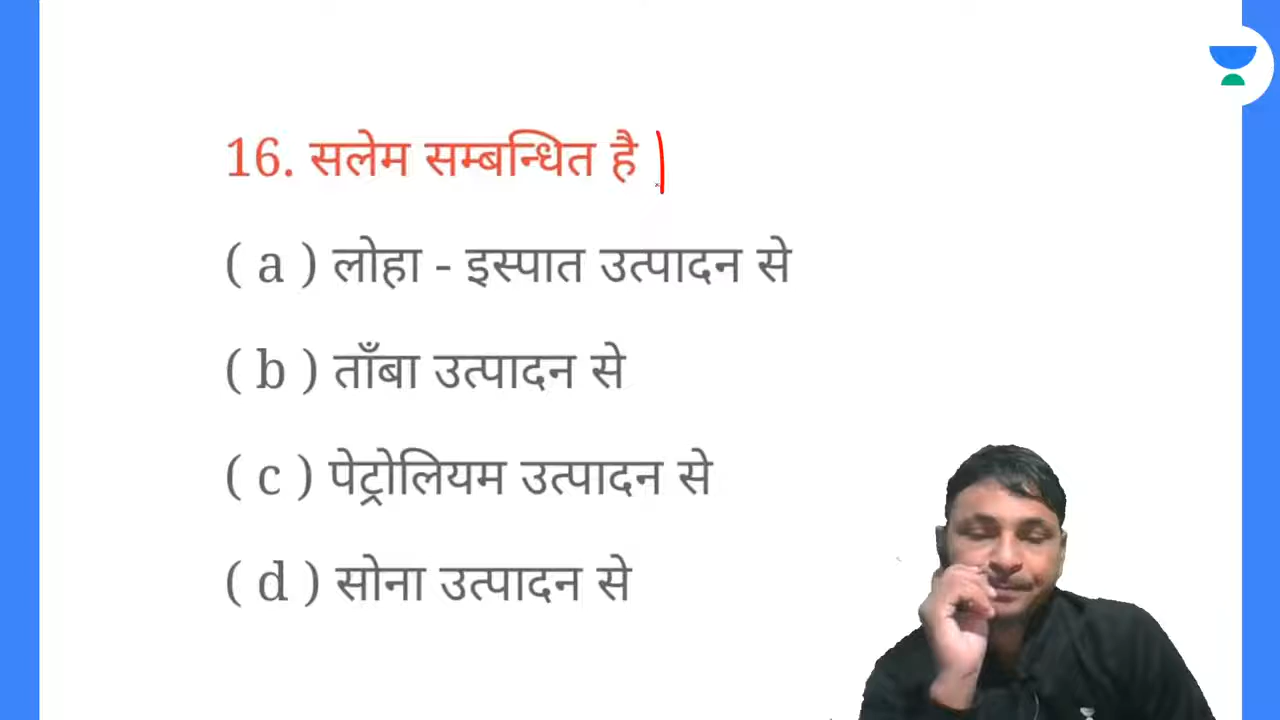 16. सलेम सम्बन्धित है |
( a ) लोहा - इस्पात उत्पादन से
( b ) ताँबा उत्पादन से
( c ) पेट्रोलियम उत्पादन से
( d ) सोना उत्पादन से